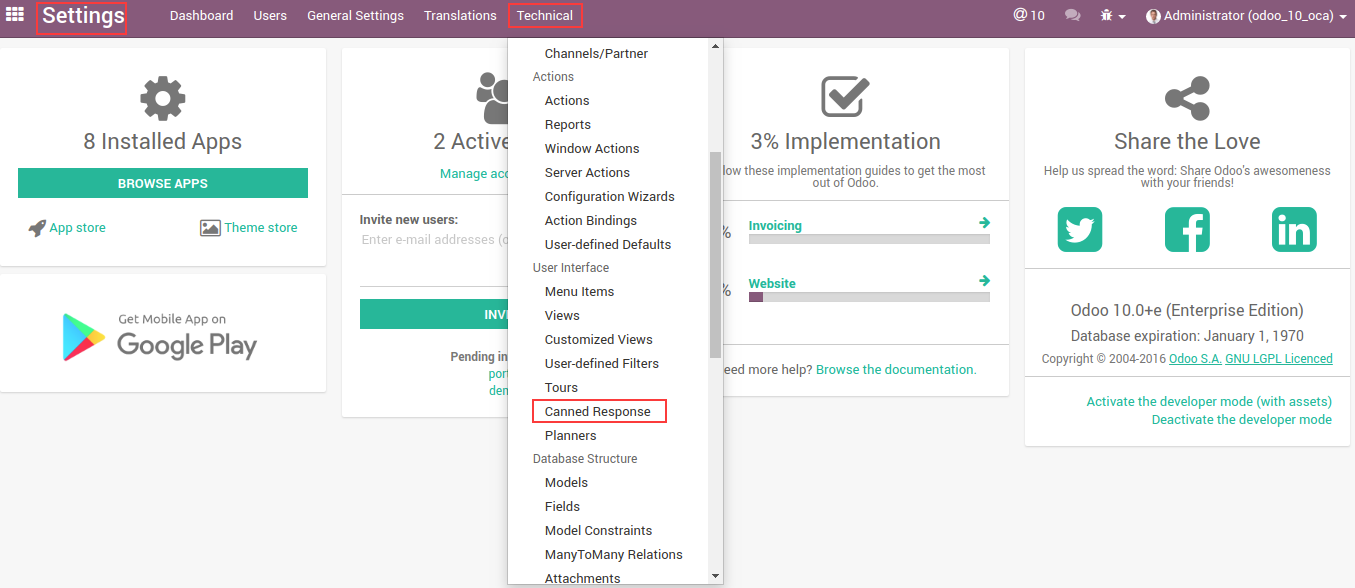 Settings
Dashboard
Users
General Settings
Translations
Technical
@ 10
Administrator (odoo_10_oca)
8 Installed Apps
BROWSE APPS
App store
Theme store
Get Mobile App on
Google Play
2 Active
Manage acc
Invite new users:
Enter e-mail addresses (c
INVI
Pending in
port
den
Channels/Partner
Actions
Actions
Reports
Window Actions
Server Actions
Configuration Wizards
Action Bindings
User-defined Defaults
User Interface
Menu Items
Views
Customized Views
User-defined Filters
Tours
Canned Response
Planners
Database Structure
Models
Fields
Model Constraints
ManyToMany Relations
Attachments
3% Implementation
low these implementation guides to get the most
out of Odoo.
%
Invoicing
%
Website
eed more help? Browse the documentation.
Share the Love
Help us spread the word: Share Odoo's awesomeness
with your friends!
Odoo 10.0+e (Enterprise Edition)
Database expiration: January 1, 1970
Copyright © 2004-2016 Odoo S.A. GNU LGPL Licenced
Activate the developer mode (with assets)
Deactivate the developer mode